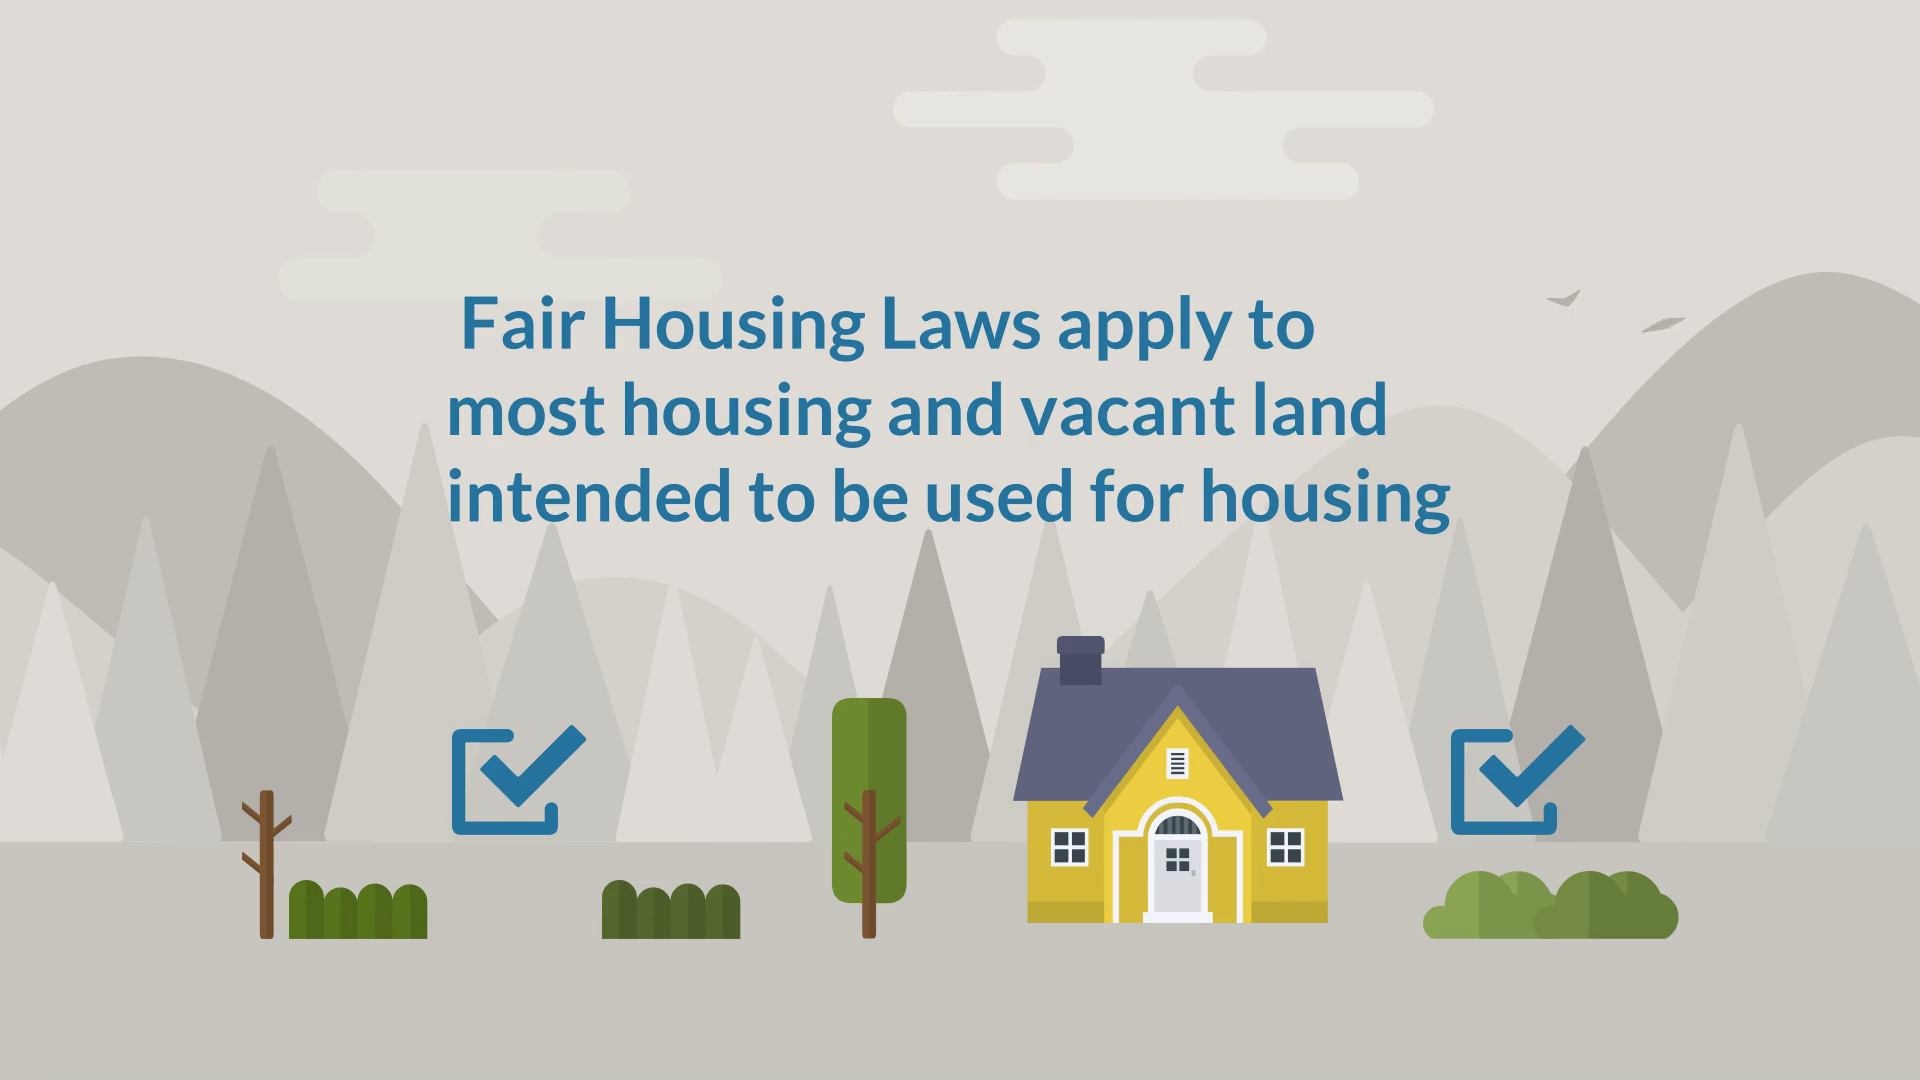 Fair Housing Laws apply to
most housing and vacant land
intended to be used for housing